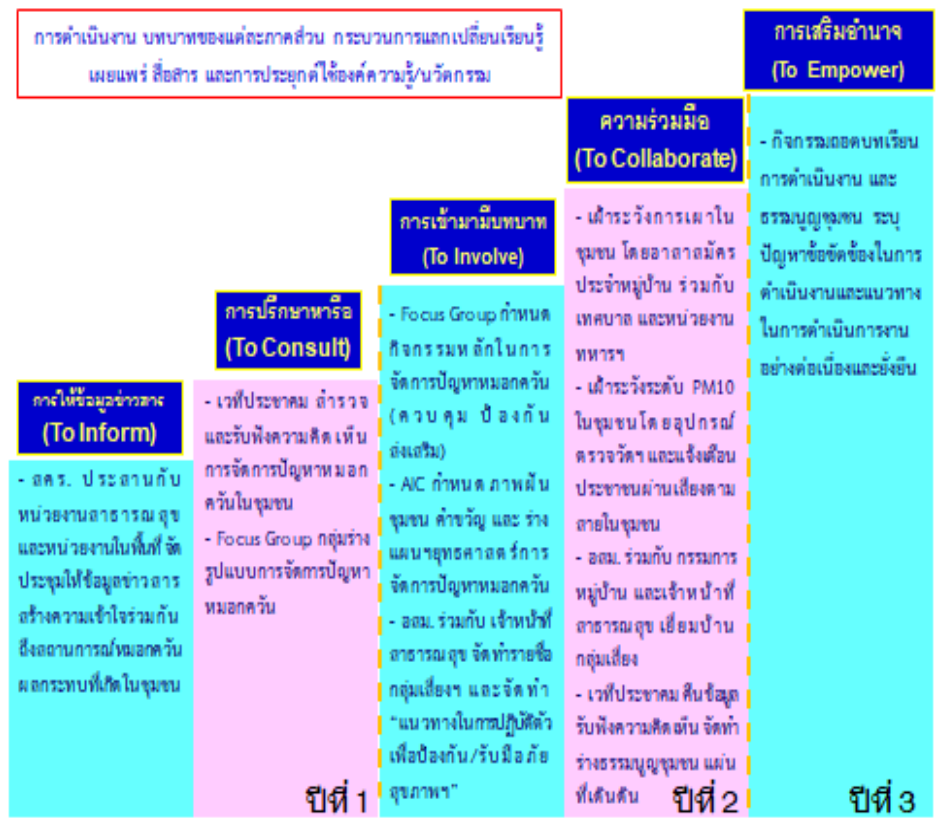 การดำเนินงาน บทบาทของแต่ละภาคส่วน กระบวนการแลกเปลี่ยนเรียนรู้
เผยแพร่ สื่อสาร และการประยุกต์ใช้องค์ความรู้/นวัตกรรม
การให้ข้อมูลข่าวสาร
(To Inform)
- สคร. ประสานกับ
หน่วยงานสาธารณสุข
และหน่วยงานในพื้นที่ จัด
ประชุมให้ข้อมูลข่าวสาร
สร้างความเข้าใจร่วมกัน
ถึงสถานการณ์หมอกควัน
ผลกระทบที่เกิดในชุมชน
การปรึกษาหารือ
(To Consult)
- เวทีประชาคม สำรวจ
และรับฟังความคิดเห็น
การจัดการปัญหาหมอก
ควันในชุมชน
- Focus Group กลุ่มร่าง
รูปแบบการจัดการปัญหา
หมอกควัน
ปีที่ 1
การเข้ามามีบทบาท
(To Involve)
- Focus Group กำหนด
กิจกรรมหลักในการ
จัดการปัญหาหมอกควัน
(ควบคุม ป้องกัน
ส่งเสริม)
- AIC กำหนดภาพฝัน
ชุมชน คำขวัญ และ ร่าง
แผนฯยุทธศาสตร์การ
จัดการปัญหาหมอกควัน
- อสม. ร่วมกับ เจ้าหน้าที่
สาธารณสุข จัดทำรายชื่อ
กลุ่มเสี่ยงฯ และจัดทำ
"แนวทางในการปฏิบัติตัว
เพื่อป้องกัน/รับมือภัย
สุขภาพฯ"
ความร่วมมือ
(To Collaborate)
- เฝ้าระวังการเผาใน
ชุมชน โดยอาสาสมัคร
ประจำหมู่บ้าน ร่วมกับ
เทศบาล และหน่วยงาน
ทหารฯ
- เฝ้าระวังระดับ PM10
ในชุมชนโดยอุปกรณ์
ตรวจวัดฯ และแจ้งเตือน
ประชาชนผ่านเสียงตาม
สายในชุมชน
- อสม. ร่วมกับ กรรมการ
หมู่บ้าน และเจ้าหน้าที่
สาธารณสุข เยี่ยมบ้าน
กลุ่มเสี่ยง
- เวทีประชาคม คืนข้อมูล
รับฟังความคิดเห็น จัดทำ
ร่างธรรมนูญชุมชน แผ่น
ที่เดินดิน
ปีที่ 2
การเสริมอำนาจ
(To Empower)
- กิจกรรมถอดบทเรียน
การดำเนินงาน และ
ธรรมนูญชุมชน ระบุ
ปัญหาข้อขัดข้องในการ
ดำเนินงานและแนวทาง
ในการดำเนินการงาน
อย่างต่อเนื่องและยั่งยืน
ปีที่ 3